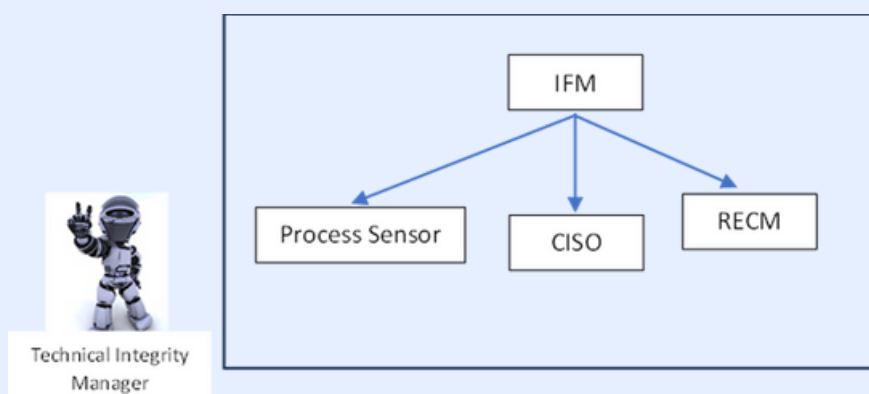 IFM
Process Sensor
CISO
RECM
Technical Integrity
Manager